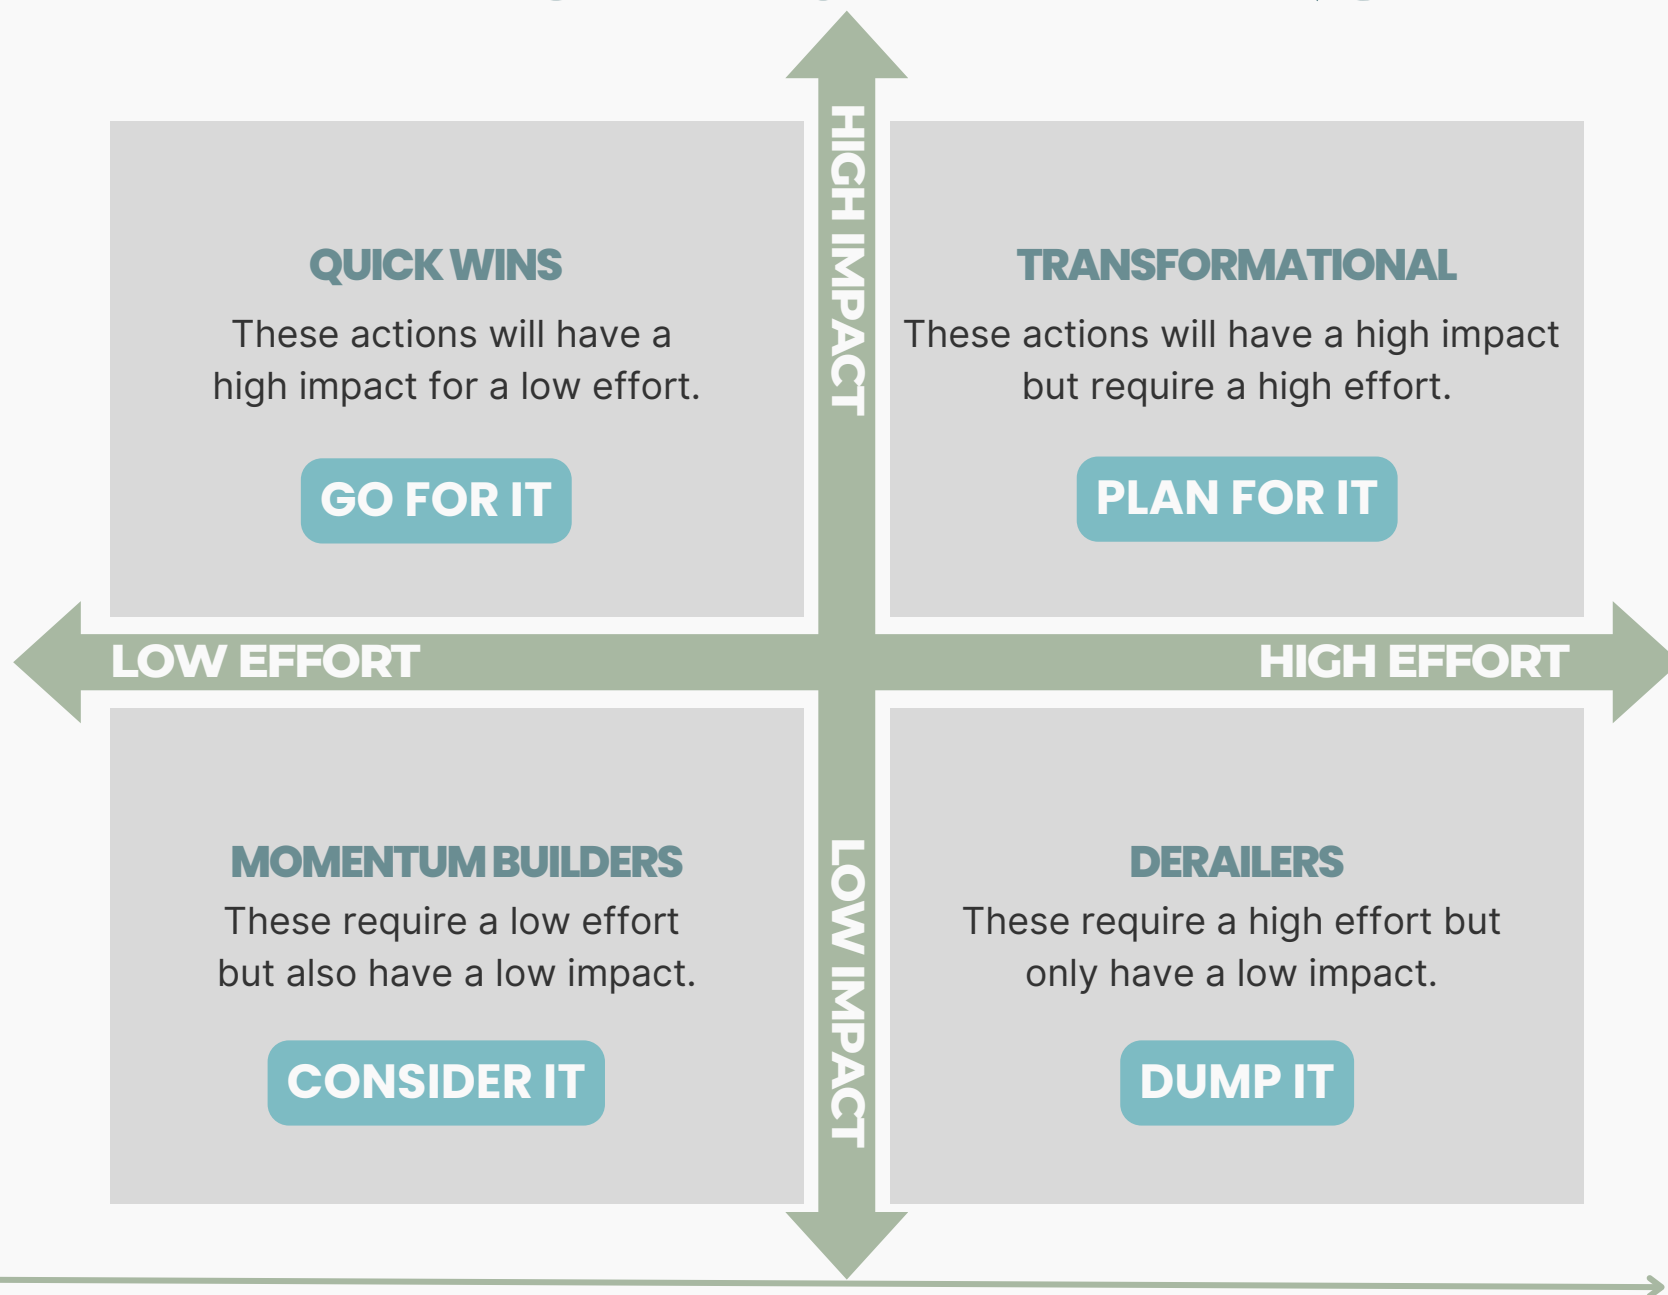 HIGH IMPACT
QUICK WINS
These actions will have a
high impact for a low effort.
GO FOR IT
TRANSFORMATIONAL
These actions will have a high impact
but require a high effort.
PLAN FOR IT
LOW EFFORT
HIGH EFFORT
MOMENTUM BUILDERS
These require a low effort
but also have a low impact.
CONSIDER IT
LOW IMPACT
DERAILERS
These require a high effort but
only have a low impact.
DUMP IT